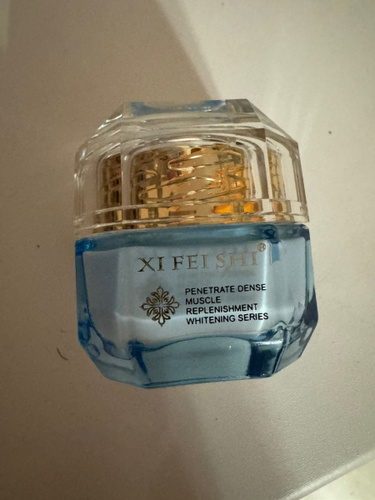 XI FEI SHI®
PENETRATE DENSE
MUSCLE
REPLENISHMENT
WHITENING SERIES